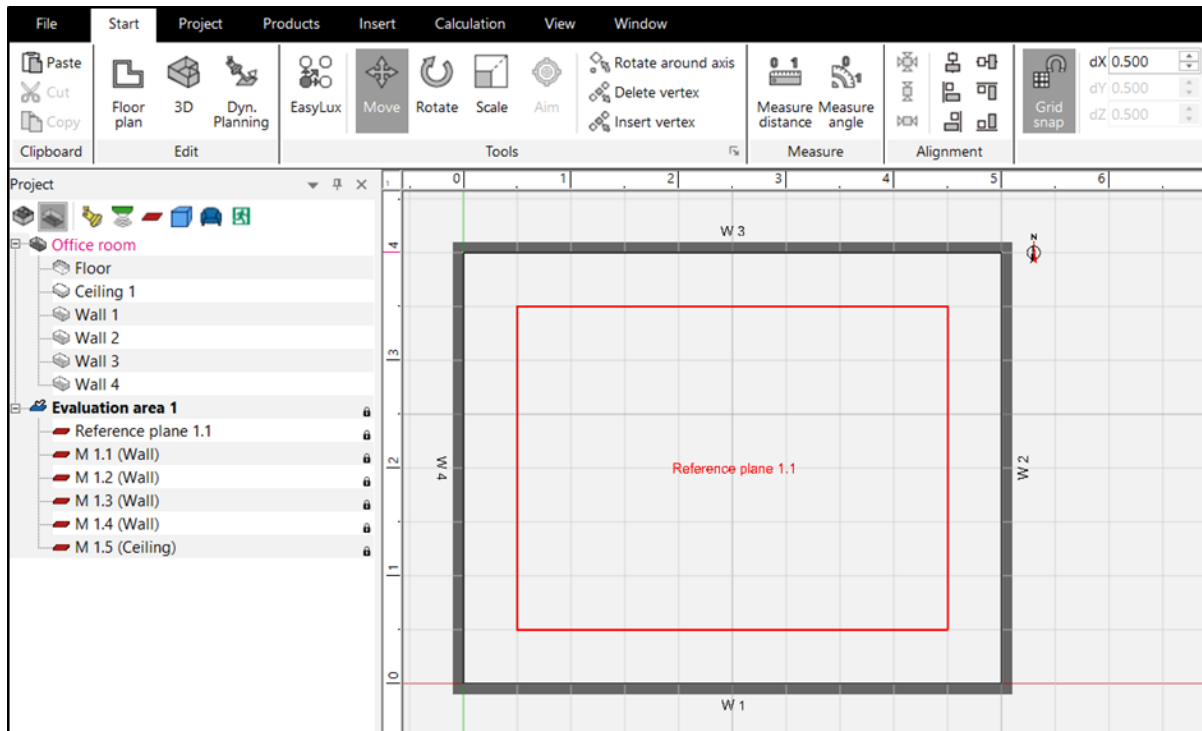 File Start Project Products Insert Calculation View Window
Paste
Cut
Copy
Clipboard
Floor plan
3D
Dyn. Planning
Edit
EasyLux
Move
Rotate
Scale
Aim
Rotate around axis
Delete vertex
Insert vertex
Tools
0 1
Measure distance
0
1
Measure angle
Measure
Alignment
Grid snap
dX 0.500
dY 0.500
dZ 0.500
Project
Office room
Floor
Ceiling 1
Wall 1
Wall 2
Wall 3
Wall 4
Evaluation area 1
Reference plane 1.1
M 1.1 (Wall)
M 1.2 (Wall)
M 1.3 (Wall)
M 1.4 (Wall)
M 1.5 (Ceiling)
1
0 1 2 3 4 5 6
4
3
2
1
0
W 3
N
W 4
Reference plane 1.1
W 2
W 1